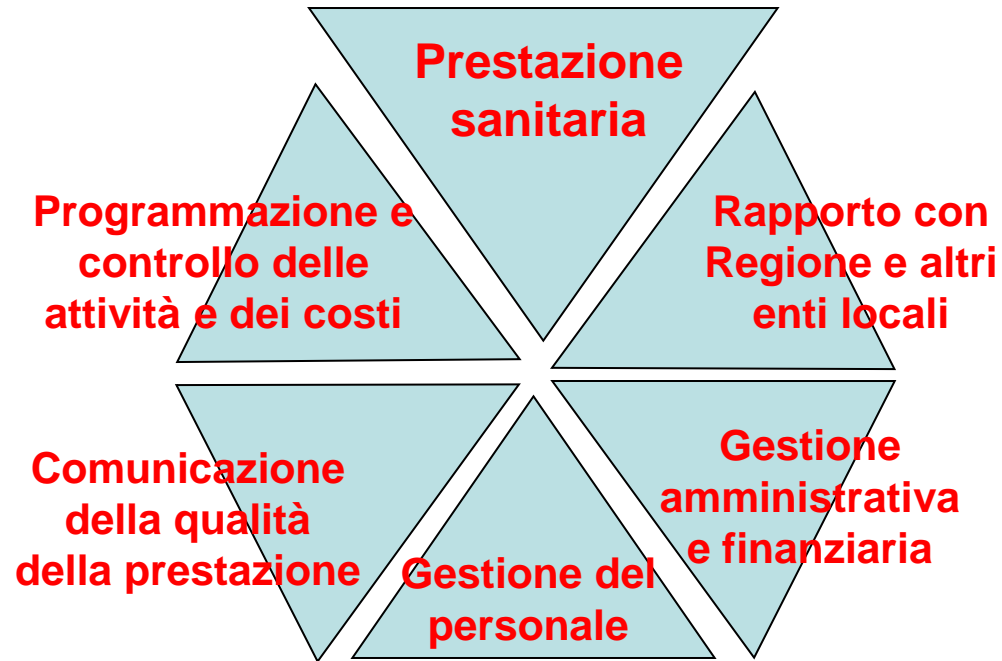 Prestazione
sanitaria
Programmazione e
controllo delle
attività e dei costi
Rapporto con
Regione e altri
enti locali
Comunicazione
della qualità
della prestazione
Gestione del
personale
Gestione
amministrativa
e finanziaria